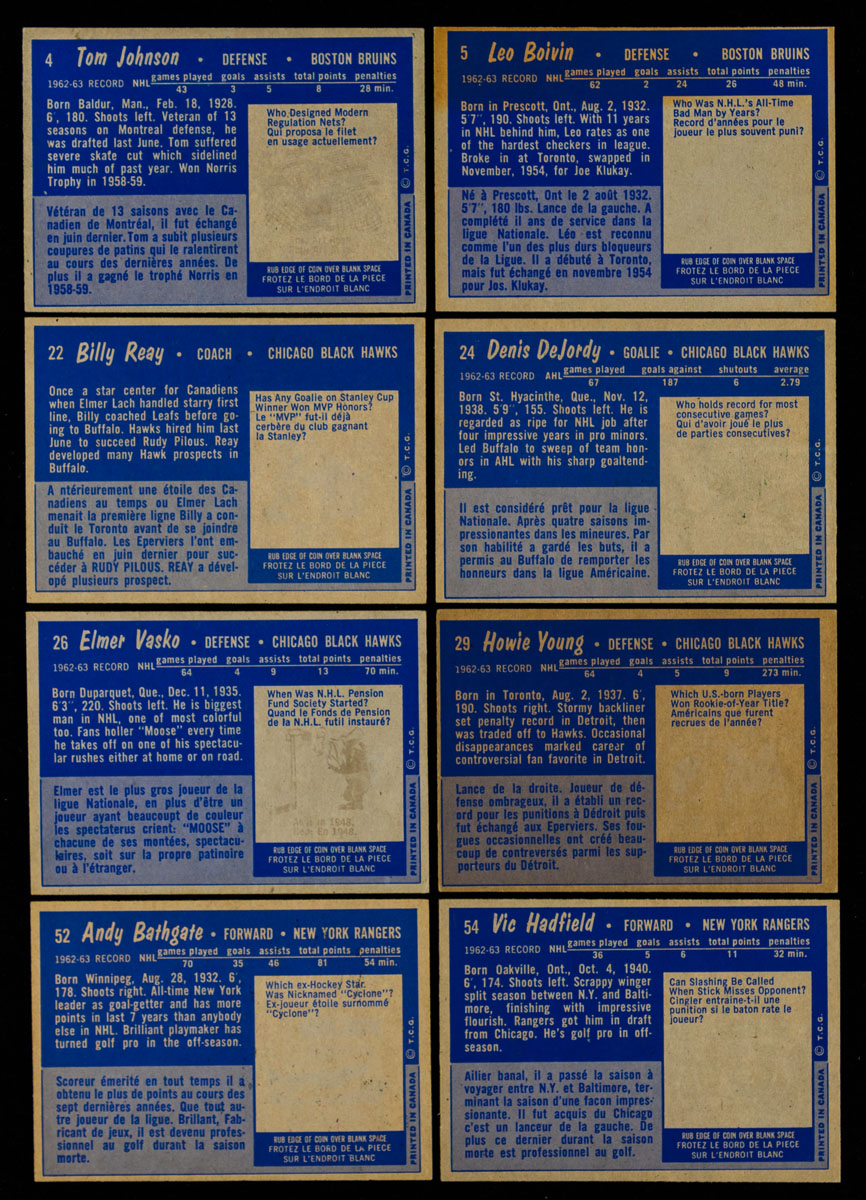 4 Tom Johnson • DEFENSE • BOSTON BRUINS
1962-63 RECORD NHL games played goals assists total points penalties
43 3 5 8 28 min.
Born Baldur, Man., Feb. 18, 1928.
6', 180. Shoots left. Veteran of 13
seasons on Montreal defense, he
was drafted last June. Tom suffered
severe skate cut which sidelined
him much of past year. Won Norris
Trophy in 1958-59.
Vétéran de 13 saisons avec le Ca-
nadien de Montréal, il fut échangé
en juin dernier. Tom a subit plusieurs
coupures de patins qui le ralentirent
au cours des dernières années. De
plus il a gagné le trophé Norris en
1958-59.
Who Designed Modern
Regulation Nets?
Qui proposa le filet
en usage actuellement?
RUB EDGE OF COIN OVER BLANK SPACE
FROTEZ LE BORD DE LA PIECE
SUR L'ENDROIT BLANC
PRINTED IN CANADA © T.C.G.
5 Leo Boivin • DEFENSE • BOSTON BRUINS
1962-63 RECORD NHL games played goals assists total points penalties
62 2 24 26 48 min.
Born in Prescott, Ont., Aug. 2, 1932.
5'7", 190. Shoots left. With 11 years
in NHL behind him, Leo rates as one
of the hardest checkers in league.
Broke in at Toronto, swapped in
November, 1954, for Joe Klukay.
Né à Prescott, Ont le 2 août 1932.
5'7", 180 lbs. Lance de la gauche. A
complété il ans de service dans la
ligue Nationale. Léo est reconnu
comme l'un des plus durs bloqueurs
de la Ligue. Il a débuté à Toronto,
mais fut échangé en novembre 1954
pour Jos. Klukay.
Who Was N.H.L.'s All-Time
Bad Man by Years?
Record d'années pour le
joueur le plus souvent puni?
RUB EDGE OF COIN OVER BLANK SPACE
FROTEZ LE BORD DE LA PIECE
SUR L'ENDROIT BLANC
PRINTED IN CANADA © T.C.G.
22 Billy Reay • COACH • CHICAGO BLACK HAWKS
Once a star center for Canadiens
when Elmer Lach handled starry first
line, Billy coached Leafs before go-
ing to Buffalo. Hawks hired him last
June to succeed Rudy Pilous. Reay
developed many Hawk prospects in
Buffalo.
A ntérieurement une étoile des Ca-
nadiens au temps ou Elmer Lach
menait la première ligne Billy a con-
duit le Toronto avant de se joindre
au Buffalo. Les Eperviers l'ont em-
bauché en juin dernier pour suc-
céder à RUDY PILOUS. REAY a dével-
opé plusieurs prospect.
Has Any Goalie on Stanley Cup
Winner Won MVP Honors?
Le "MVP" fut-il déjà
cerbère du club gagnant
la Stanley?
RUB EDGE OF COIN OVER BLANK SPACE
FROTEZ LE BORD DE LA PIECE
SUR L'ENDROIT BLANC
PRINTED IN CANADA © T.C.G.
24 Denis DeJordy • GOALIE • CHICAGO BLACK HAWKS
1962-63 RECORD AHL games played goals against shutouts average
67 187 6 2.79
Born St. Hyacinthe, Que., Nov. 12,
1938. 5'9", 155. Shoots left. He is
regarded as ripe for NHL job after
four impressive years in pro minors.
Led Buffalo to sweep of team hon-
ors in AHL with his sharp goaltend-
ing.
Il est considéré prêt pour la ligue
Nationale. Après quatre saisons im-
pressionantes dans les mineures. Par
son habilité a gardé les buts, il a
permis au Buffalo de remporter les
honneurs dans la ligue Américaine.
Who holds record for most
consecutive games?
Qui d'avoir joué le plus
de parties consecutives?
RUB EDGE OF COIN OVER BLANK SPACE
FROTEZ LE BORD DE LA PIECE
SUR L'ENDROIT BLANC
PRINTED IN CANADA © T.C.G.
26 Elmer Vasko • DEFENSE • CHICAGO BLACK HAWKS
1962-63 RECORD NHL games played goals assists total points penalties
64 4 9 13 70 min.
Born Duparquet, Que., Dec. 11, 1935.
6'3", 220. Shoots left. He is biggest
man in NHL, one of most colorful
too. Fans holler "Moose" every time
he takes off on one of his spectacu-
lar rushes either at home or on road.
Elmer est le plus gros joueur de la
ligue Nationale, en plus d'être un
joueur ayant beaucoupt de couleur
les spectaterus crient: "MOOSE" à
chacune de ses montées, spectacu-
laires, soit sur la propre patinoire
ou à l'étranger.
When Was N.H.L. Pension
Fund Society Started?
Quand le Fonds de Pension
de la N.H.L. futil instauré?
RUB EDGE OF COIN OVER BLANK SPACE
FROTEZ LE BORD DE LA PIECE
SUR L'ENDROIT BLANC
PRINTED IN CANADA © T.C.G.
29 Howie Young • DEFENSE • CHICAGO BLACK HAWKS
1962-63 RECORD NHL games played goals assists total points penalties
64 4 5 9 273 min.
Born in Toronto, Aug. 2, 1937. 6',
190. Shoots right. Stormy backliner
set penalty record in Detroit, then
was traded off to Hawks. Occasional
disappearances marked career of
controversial fan favorite in Detroit.
Lance de la droite. Joueur de dé-
fense ombrageux, il a établi un rec-
ord pour les punitions à Dédroit puis
fut échangé aux Eperviers. Ses fou-
gues occasionnelles ont créé beau-
coup de contreversés parmi les sup-
porteurs du Détroit.
Which U.S.-born Players
Won Rookie-of-Year Title?
Américains que furent
recrues de l'année?
RUB EDGE OF COIN OVER BLANK SPACE
FROTEZ LE BORD DE LA PIECE
SUR L'ENDROIT BLANC
PRINTED IN CANADA © T.C.G.
52 Andy Bathgate • FORWARD • NEW YORK RANGERS
1962-63 RECORD NHL games played goals assists total points penalties
70 35 46 81 54 min.
Born Winnipeg, Aug. 28, 1932. 6',
178. Shoots right. All-time New York
leader as goal-getter and has more
points in last 7 years than anybody
else in NHL. Brilliant playmaker has
turned golf pro in the off-season.
Scoreur émerité en tout temps il a
obtenu le plus de points au cours des
sept dernières années. Que tout au-
tre joueur de la ligue. Brillant, Fab-
ricant de jeux, il est devenu profes-
sionnel au golf durant la saison
morte.
Which ex-Hockey Star
Was Nicknamed "Cyclone"?
Ex-joueur étoile surnommé
"Cyclone"?
RUB EDGE OF COIN OVER BLANK SPACE
FROTEZ LE BORD DE LA PIECE
SUR L'ENDROIT BLANC
PRINTED IN CANADA © T.C.G.
54 Vic Hadfield • FORWARD • NEW YORK RANGERS
1962-63 RECORD NHL games played goals assists total points penalties
36 5 6 11 32 min.
Born Oakville, Ont., Oct. 4, 1940.
6', 174. Shoots left. Scrappy winger
split season between N.Y. and Balti-
more, finishing with impressive
flourish. Rangers got him in draft
from Chicago. He's golf pro in off-
season.
Ailier banal, il a passé la saison à
voyager entre N.Y. et Baltimore, ter-
minant la saison d'une facon impres-
sionante. Il fut acquis du Chicago
c'est un lanceur de la gauche. De
plus ce dernier durant la saison
morte est professionnel au golf.
Can Slashing Be Called
When Stick Misses Opponent?
Cingler entraine-t-il une
punition si le baton rate le
joueur?
RUB EDGE OF COIN OVER BLANK SPACE
FROTEZ LE BORD DE LA PIECE
SUR L'ENDROIT BLANC
PRINTED IN CANADA © T.C.G.